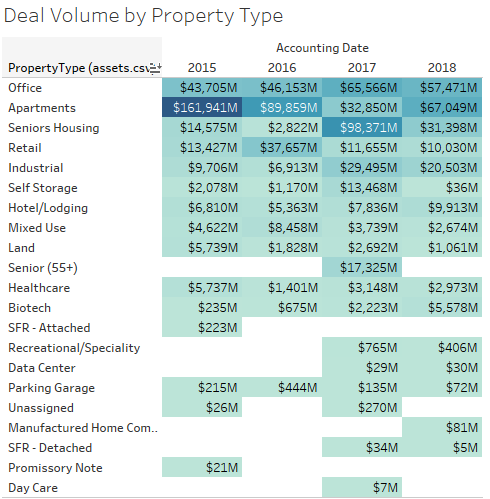 Deal Volume by Property Type
Accounting Date
PropertyType (assets.csv 2015 2016 2017 2018
Office $43,705M $46,153M $65,566M $57,471M
Apartments $161,941M $89,859M $32,850M $67,049M
Seniors Housing $14,575M $2,822M $98,371M $31,398M
Retail $13,427M $37,657M $11,655M $10,030M
Industrial $9,706M $6,913M $29,495M $20,503M
Self Storage $2,078M $1,170M $13,468M $36M
Hotel/Lodging $6,810M $5,363M $7,836M $9,913M
Mixed Use $4,622M $8,458M $3,739M $2,674M
Land $5,739M $1,828M $2,692M $1,061M
Senior (55+) $17,325M
Healthcare $5,737M $1,401M $3,148M $2,973M
Biotech $235M $675M $2,223M $5,578M
SFR - Attached $223M
Recreational/Speciality $765M $406M
Data Center $29M $30M
Parking Garage $215M $444M $135M $72M
Unassigned $26M $270M
Manufactured Home Com.. $81M
SFR - Detached $34M $5M
Promissory Note $21M
Day Care $7M